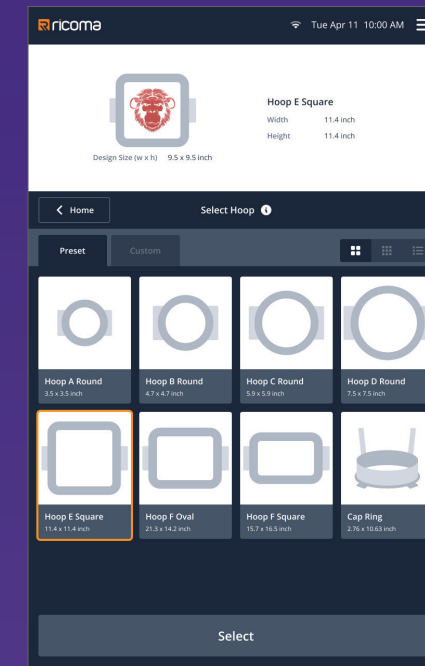 ricoma
Tue Apr 11 10:00 AM
Hoop E Square
Width 11.4 inch
Height 11.4 inch
Design Size (w x h) 9.5 x 9.5 inch
Home
Select Hoop
Preset Custom
Hoop A Round Hoop B Round Hoop C Round Hoop D Round
3.5 x 3.5 inch 4.7 x 4.7 inch 5.9 x 5.9 inch 7.5 x 7.5 inch
Hoop E Square Hoop F Oval Hoop F Square Cap Ring
11.4 x 11.4 inch 21.3 x 14.2 inch 15.7 x 16.5 inch 2.76 x 10.63 inch
Select